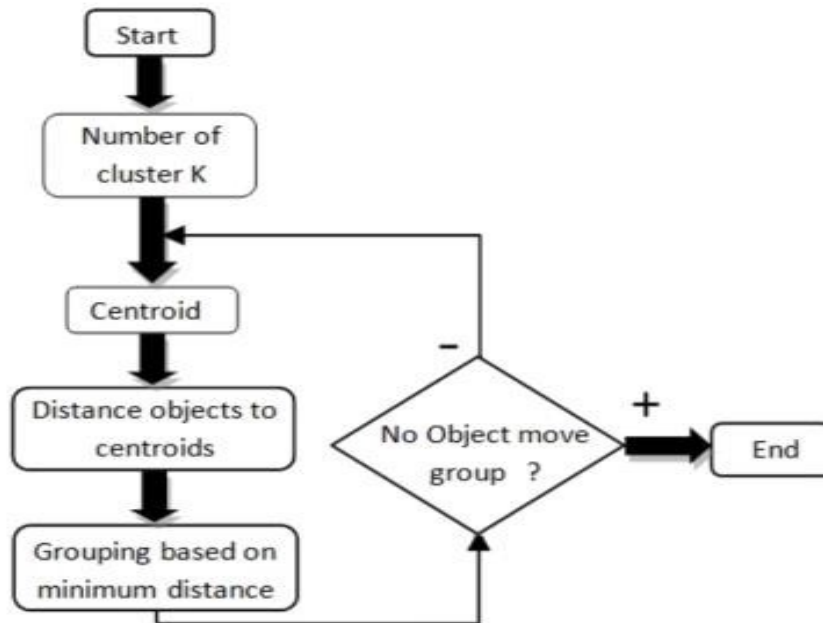 Start
Number of
cluster K
Centroid
Distance objects to
centroids
Grouping based on
minimum distance
–
No Object move
group ?
+
End